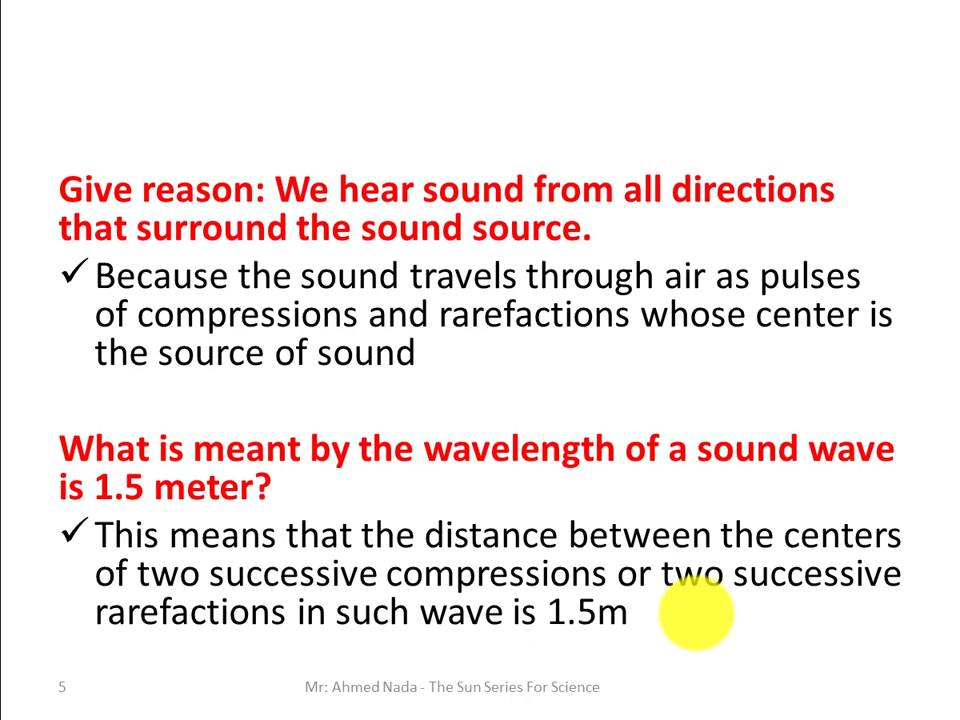 Give reason: We hear sound from all directions
that surround the sound source.
✓ Because the sound travels through air as pulses
of compressions and rarefactions whose center is
the source of sound
What is meant by the wavelength of a sound wave
is 1.5 meter?
✓ This means that the distance between the centers
of two successive compressions or two successive
rarefactions in such wave is 1.5m
5
Mr: Ahmed Nada - The Sun Series For Science